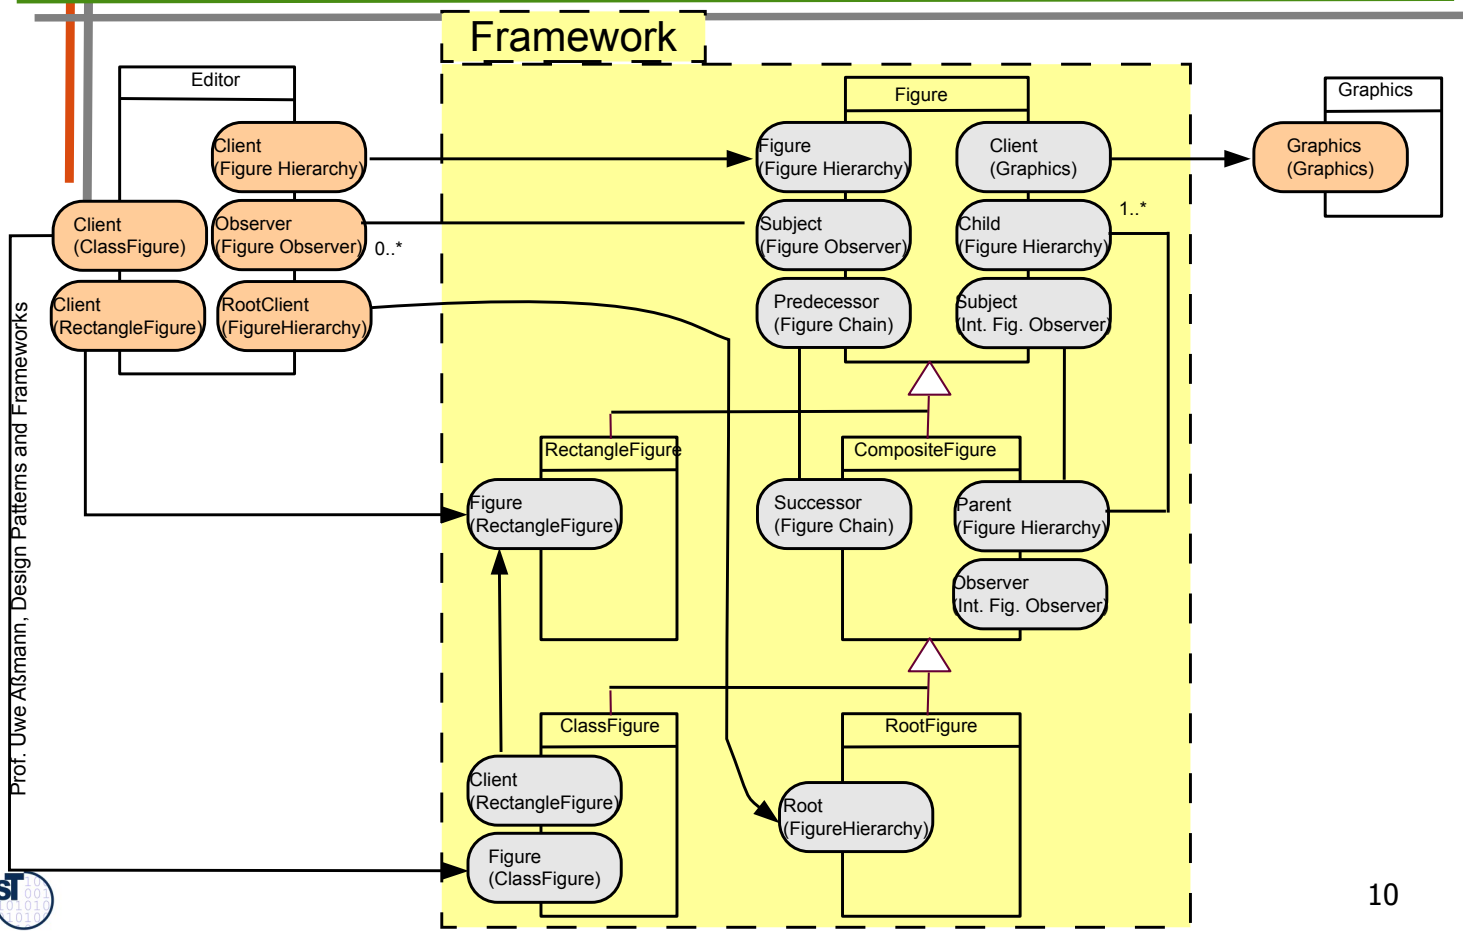 Framework
Editor
Client
(Figure Hierarchy)
Client
(ClassFigure)
Observer
(Figure Observer)
0..*
Client
(RectangleFigure)
RootClient
(FigureHierarchy)
Figure
Figure
(Figure Hierarchy)
Client
(Graphics)
Subject
(Figure Observer)
Child
(Figure Hierarchy)
1..*
Predecessor
(Figure Chain)
Subject
(Int. Fig. Observer)
Graphics
Graphics
(Graphics)
RectangleFigure
Figure
(RectangleFigure)
CompositeFigure
Successor
(Figure Chain)
Parent
(Figure Hierarchy)
Observer
(Int. Fig. Observer)
ClassFigure
Client
(RectangleFigure)
Figure
(ClassFigure)
RootFigure
Root
(FigureHierarchy)
Prof. Uwe Aßmann, Design Patterns and Frameworks
sT
10